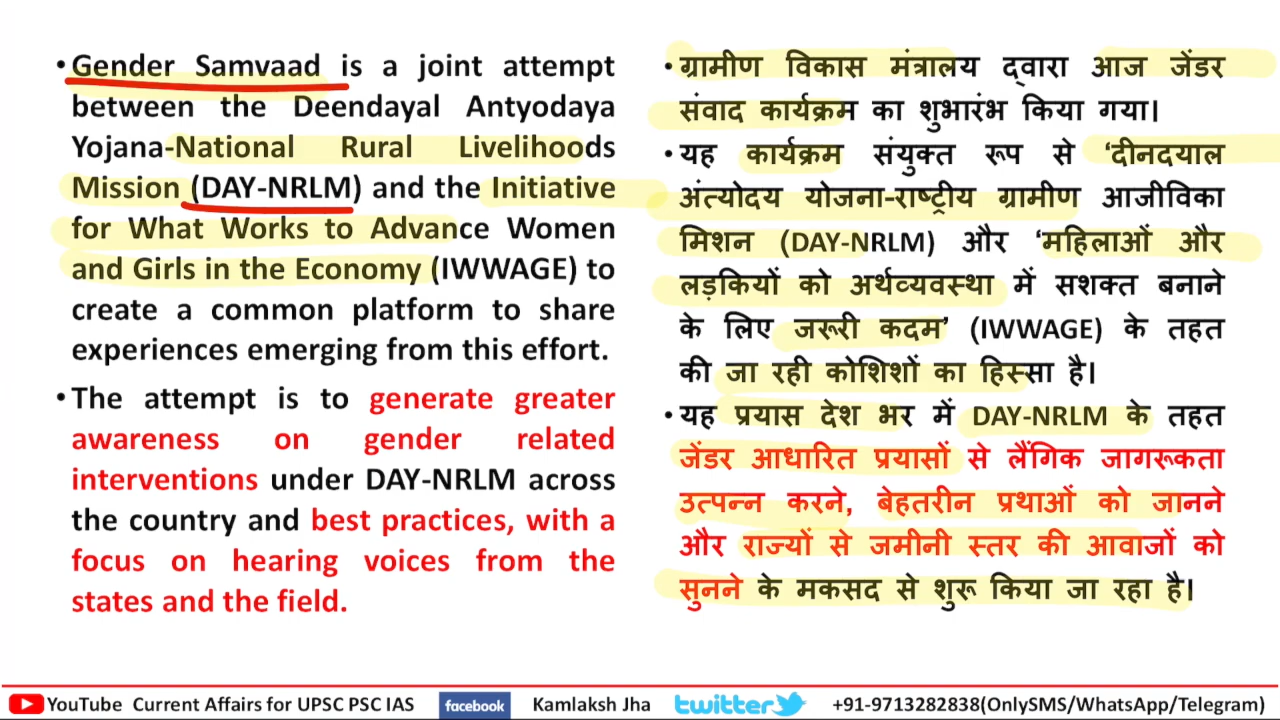 •Gender Samvaad is a joint attempt
between the Deendayal Antyodaya
Yojana-National Rural Livelihoods
Mission (DAY-NRLM) and the Initiative
for What Works to Advance Women
and Girls in the Economy (IWWAGE) to
create a common platform to share
experiences emerging from this effort.
•The attempt is to generate greater
awareness on gender related
interventions under DAY-NRLM across
the country and best practices, with a
focus on hearing voices from the
states and the field.
•ग्रामीण विकास मंत्रालय द्वारा आज जेंडर
संवाद कार्यक्रम का शुभारंभ किया गया।
•यह कार्यक्रम संयुक्त रूप से ‘दीनदयाल
अंत्योदय योजना-राष्ट्रीय ग्रामीण आजीविका
मिशन (DAY-NRLM) और ‘महिलाओं और
लड़कियों को अर्थव्यवस्था में सशक्त बनाने
के लिए जरूरी कदम’ (IWWAGE) के तहत
की जा रही कोशिशों का हिस्सा है।
•यह प्रयास देश भर में DAY-NRLM के तहत
जेंडर आधारित प्रयासों से लैंगिक जागरूकता
उत्पन्न करने, बेहतरीन प्रथाओं को जानने
और राज्यों से जमीनी स्तर की आवाजों को
सुनने के मकसद से शुरू किया जा रहा है।
YouTube Current Affairs for UPSC PSC IAS facebook Kamlaksh Jha twitter +91-9713282838(OnlySMS/WhatsApp/Telegram)